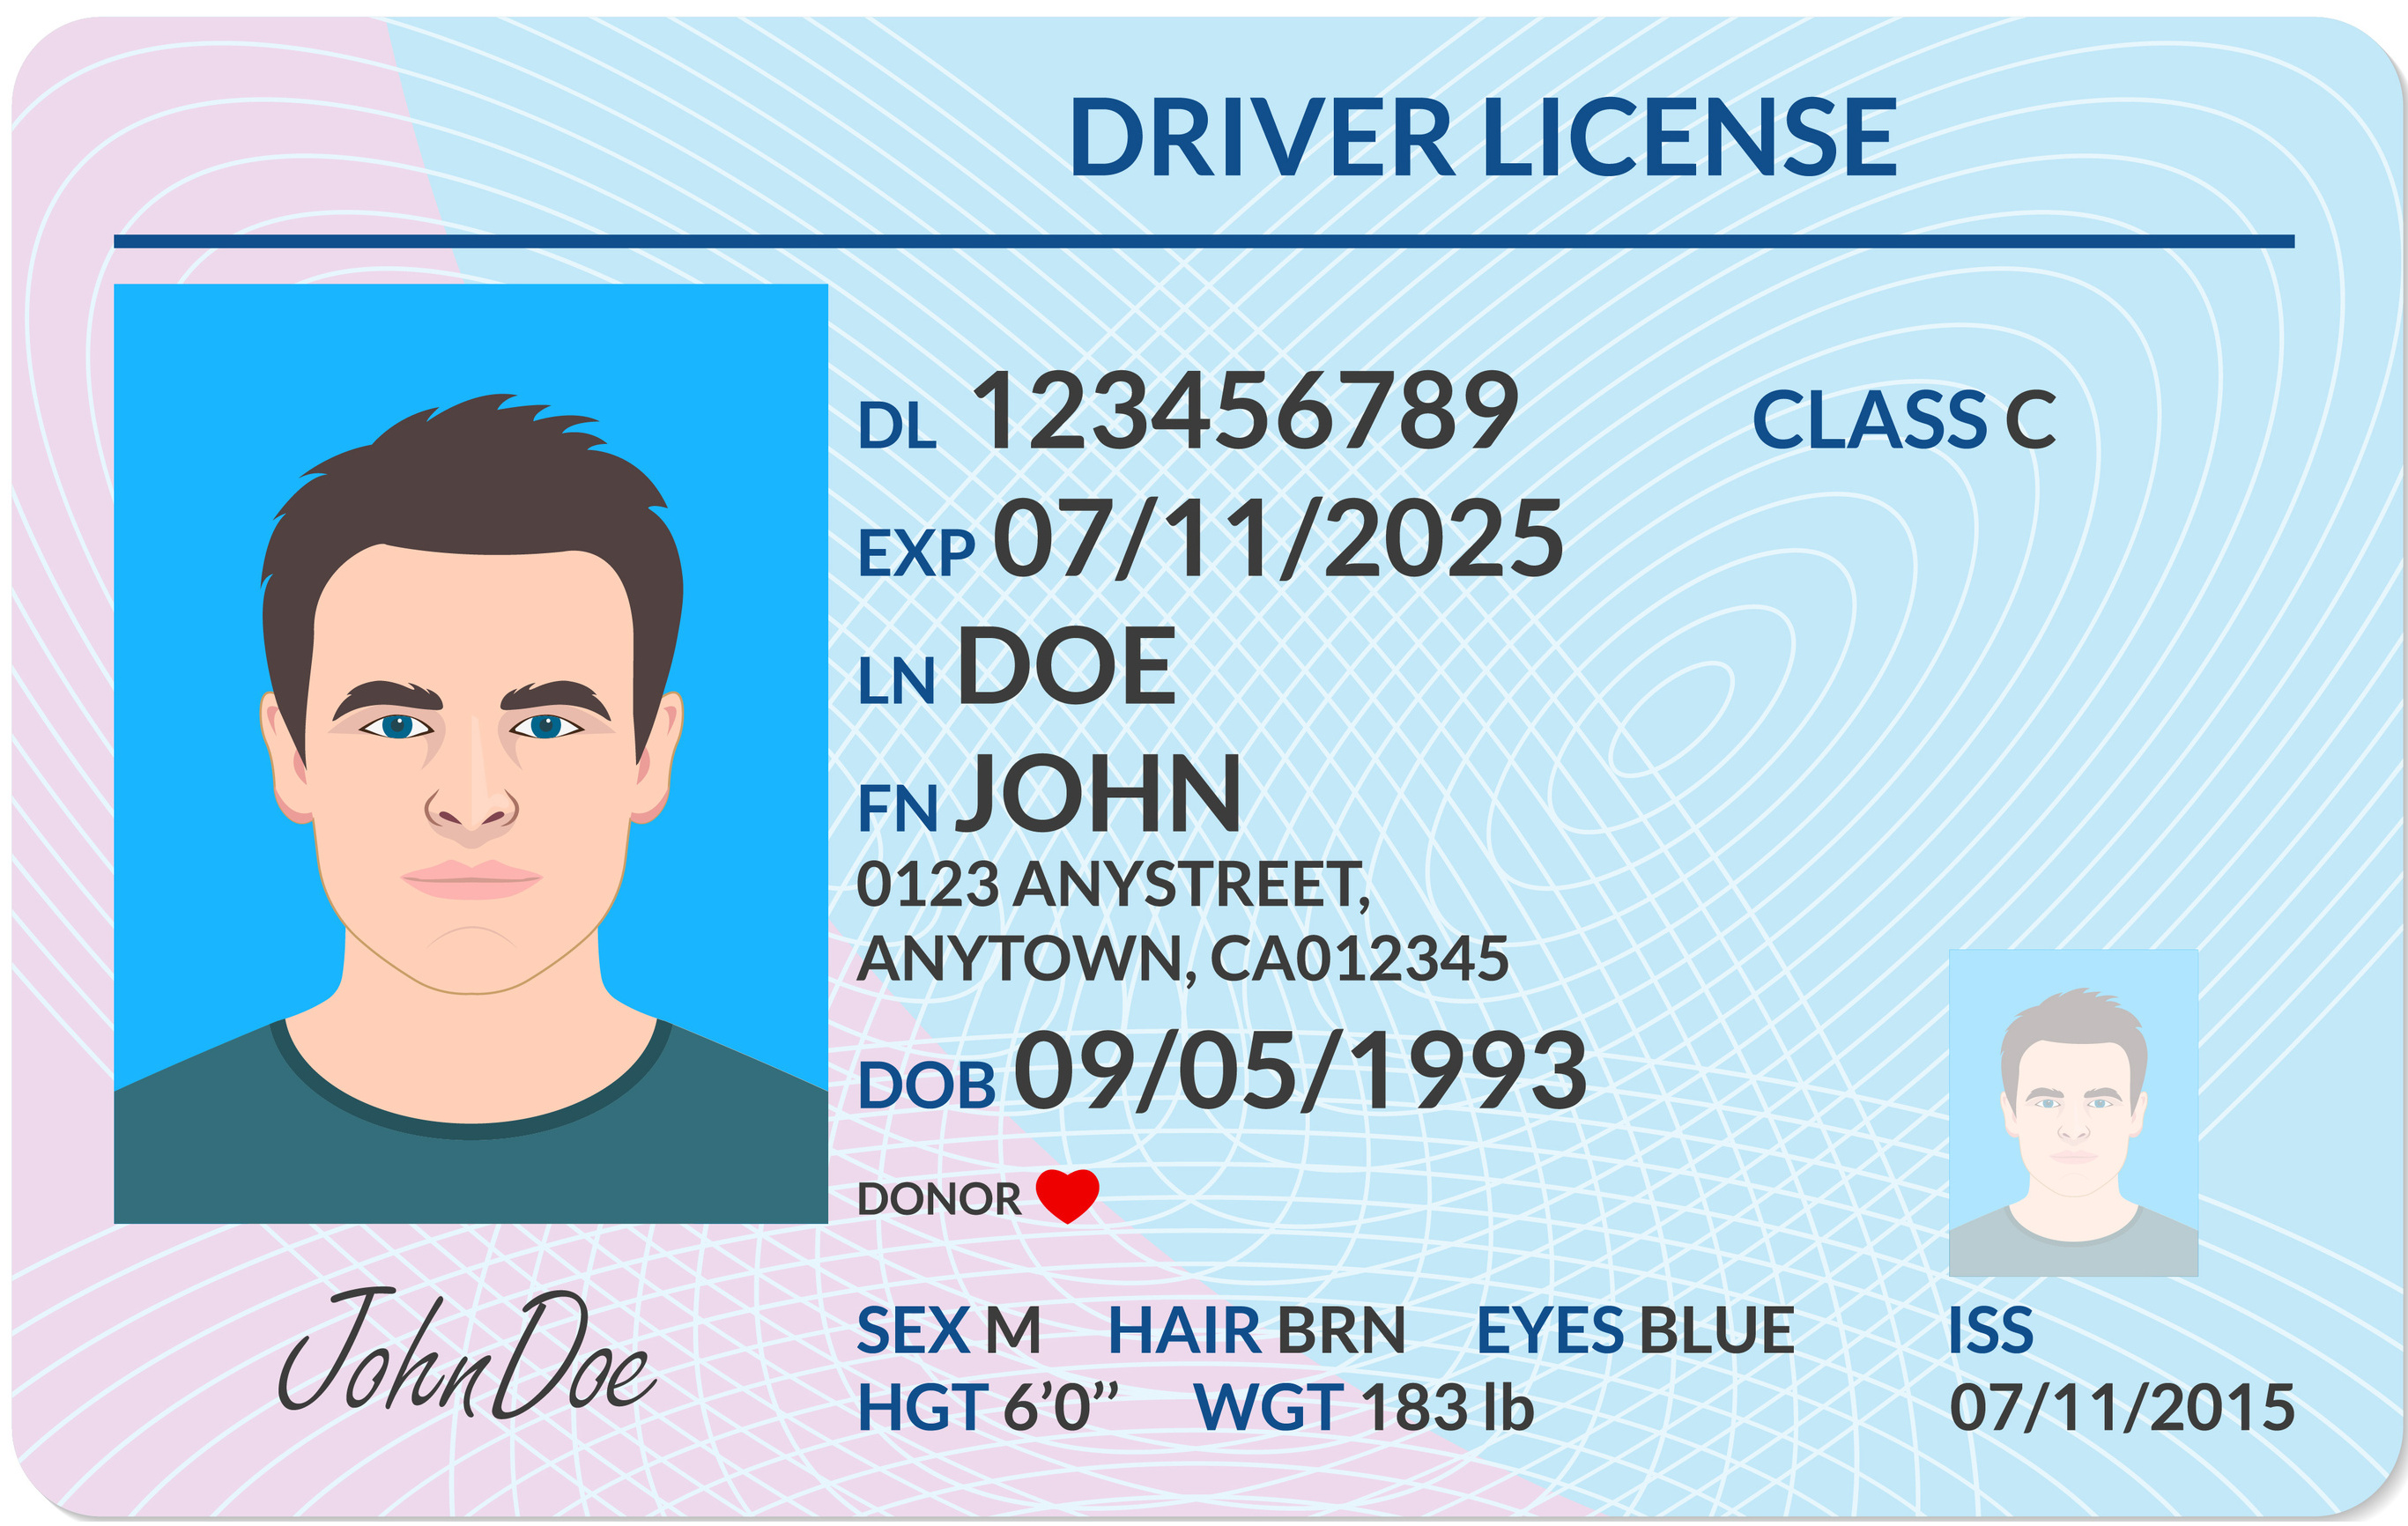 DRIVER LICENSE
DL 123456789 CLASS C
EXP 07/11/2025
LN DOE
FN JOHN
0123 ANYSTREET,
ANYTOWN, CA012345
DOB 09/05/1993
DONOR
John Doe
SEX M HAIR BRN EYES BLUE ISS
HGT 6’0” WGT 183 lb 07/11/2015